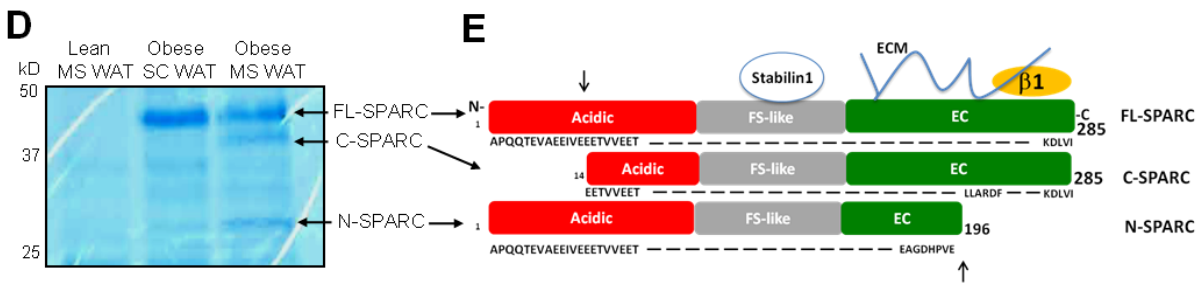 D
Lean
MS WAT
Obese
SC WAT
Obese
MS WAT
kD
50
37
25
FL-SPARC
C-SPARC
N-SPARC
E
ECM
Stabilin1
β1
N-
1
Acidic
FS-like
EC
-C
285
FL-SPARC
APQQTEVAEEIVEEETVVEET
KDLVI
14
Acidic
FS-like
EC
285
C-SPARC
EETVVEET
LLARDF
KDLVI
1
Acidic
FS-like
EC
196
N-SPARC
APQQTEVAEEIVEEETVVEET
EAGDHPVE